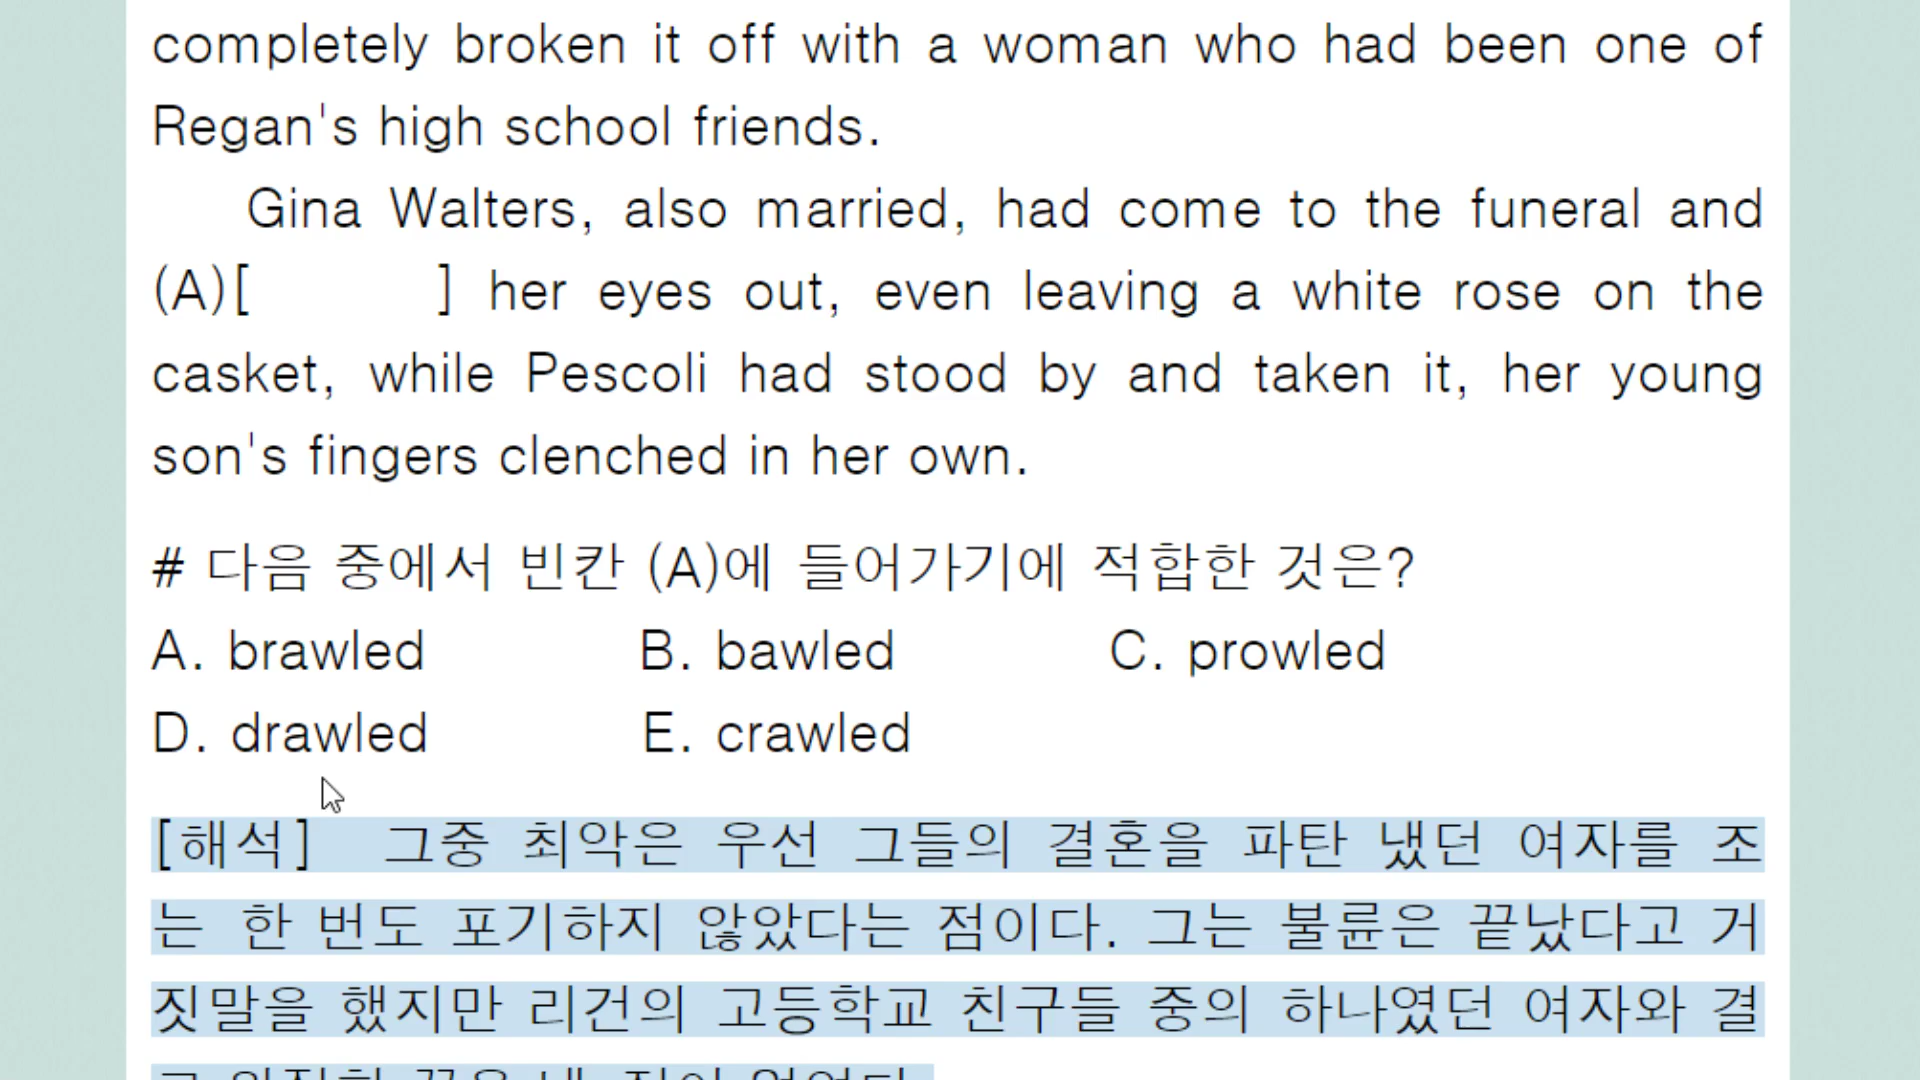 completely broken it off with a woman who had been one of
Regan's high school friends.
Gina Walters, also married, had come to the funeral and
(A)[ ] her eyes out, even leaving a white rose on the
casket, while Pescoli had stood by and taken it, her young
son's fingers clenched in her own.
# 다음 중에서 빈칸 (A)에 들어가기에 적합한 것은?
A. brawled B. bawled C. prowled
D. drawled E. crawled
[해석] 그중 최악은 우선 그들의 결혼을 파탄 냈던 여자를 조
는 한 번도 포기하지 않았다는 점이다. 그는 불륜은 끝났다고 거
짓말을 했지만 리건의 고등학교 친구들 중의 하나였던 여자와 결